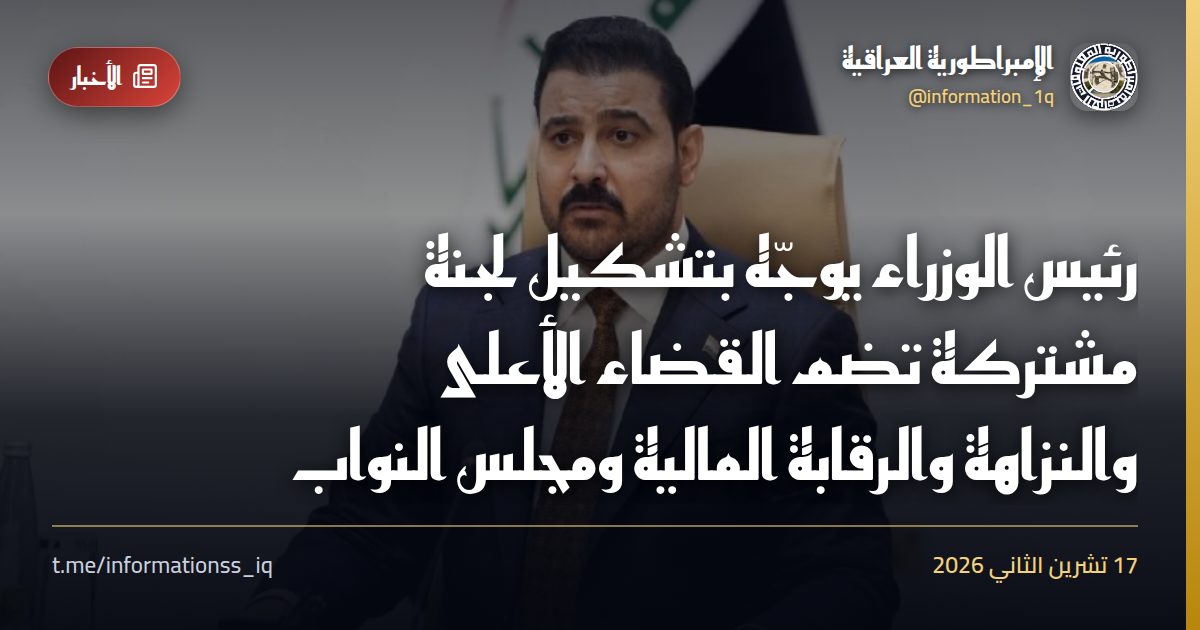 الإمبراطورية العراقية
@information_1q
الأخبار
رئيس الوزراء يوجّه بتشكيل لجنة
مشتركة تضم القضاء الأعلى
والنزاهة والرقابة المالية ومجلس النواب
17 تشرين الثاني 2026
t.me/informationss_iq